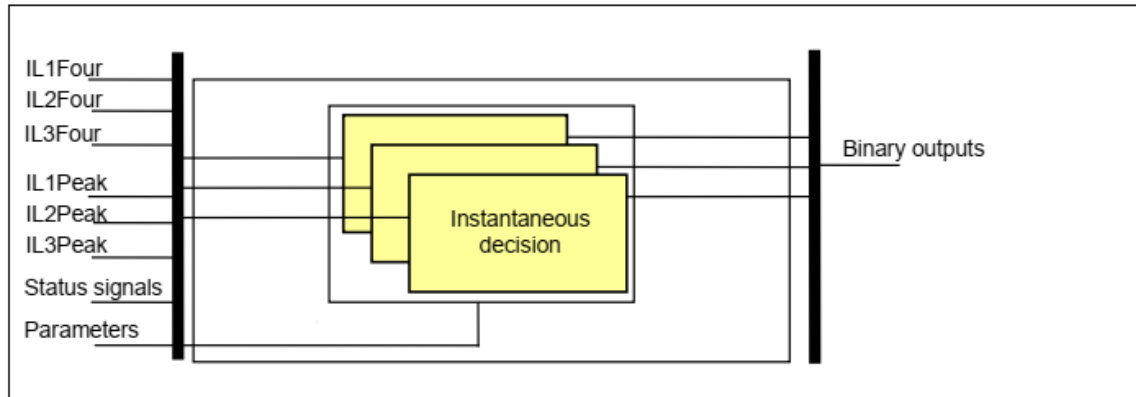 IL1Four
IL2Four
IL3Four
IL1Peak
IL2Peak
IL3Peak
Status signals
Parameters
Instantaneous
decision
Binary outputs